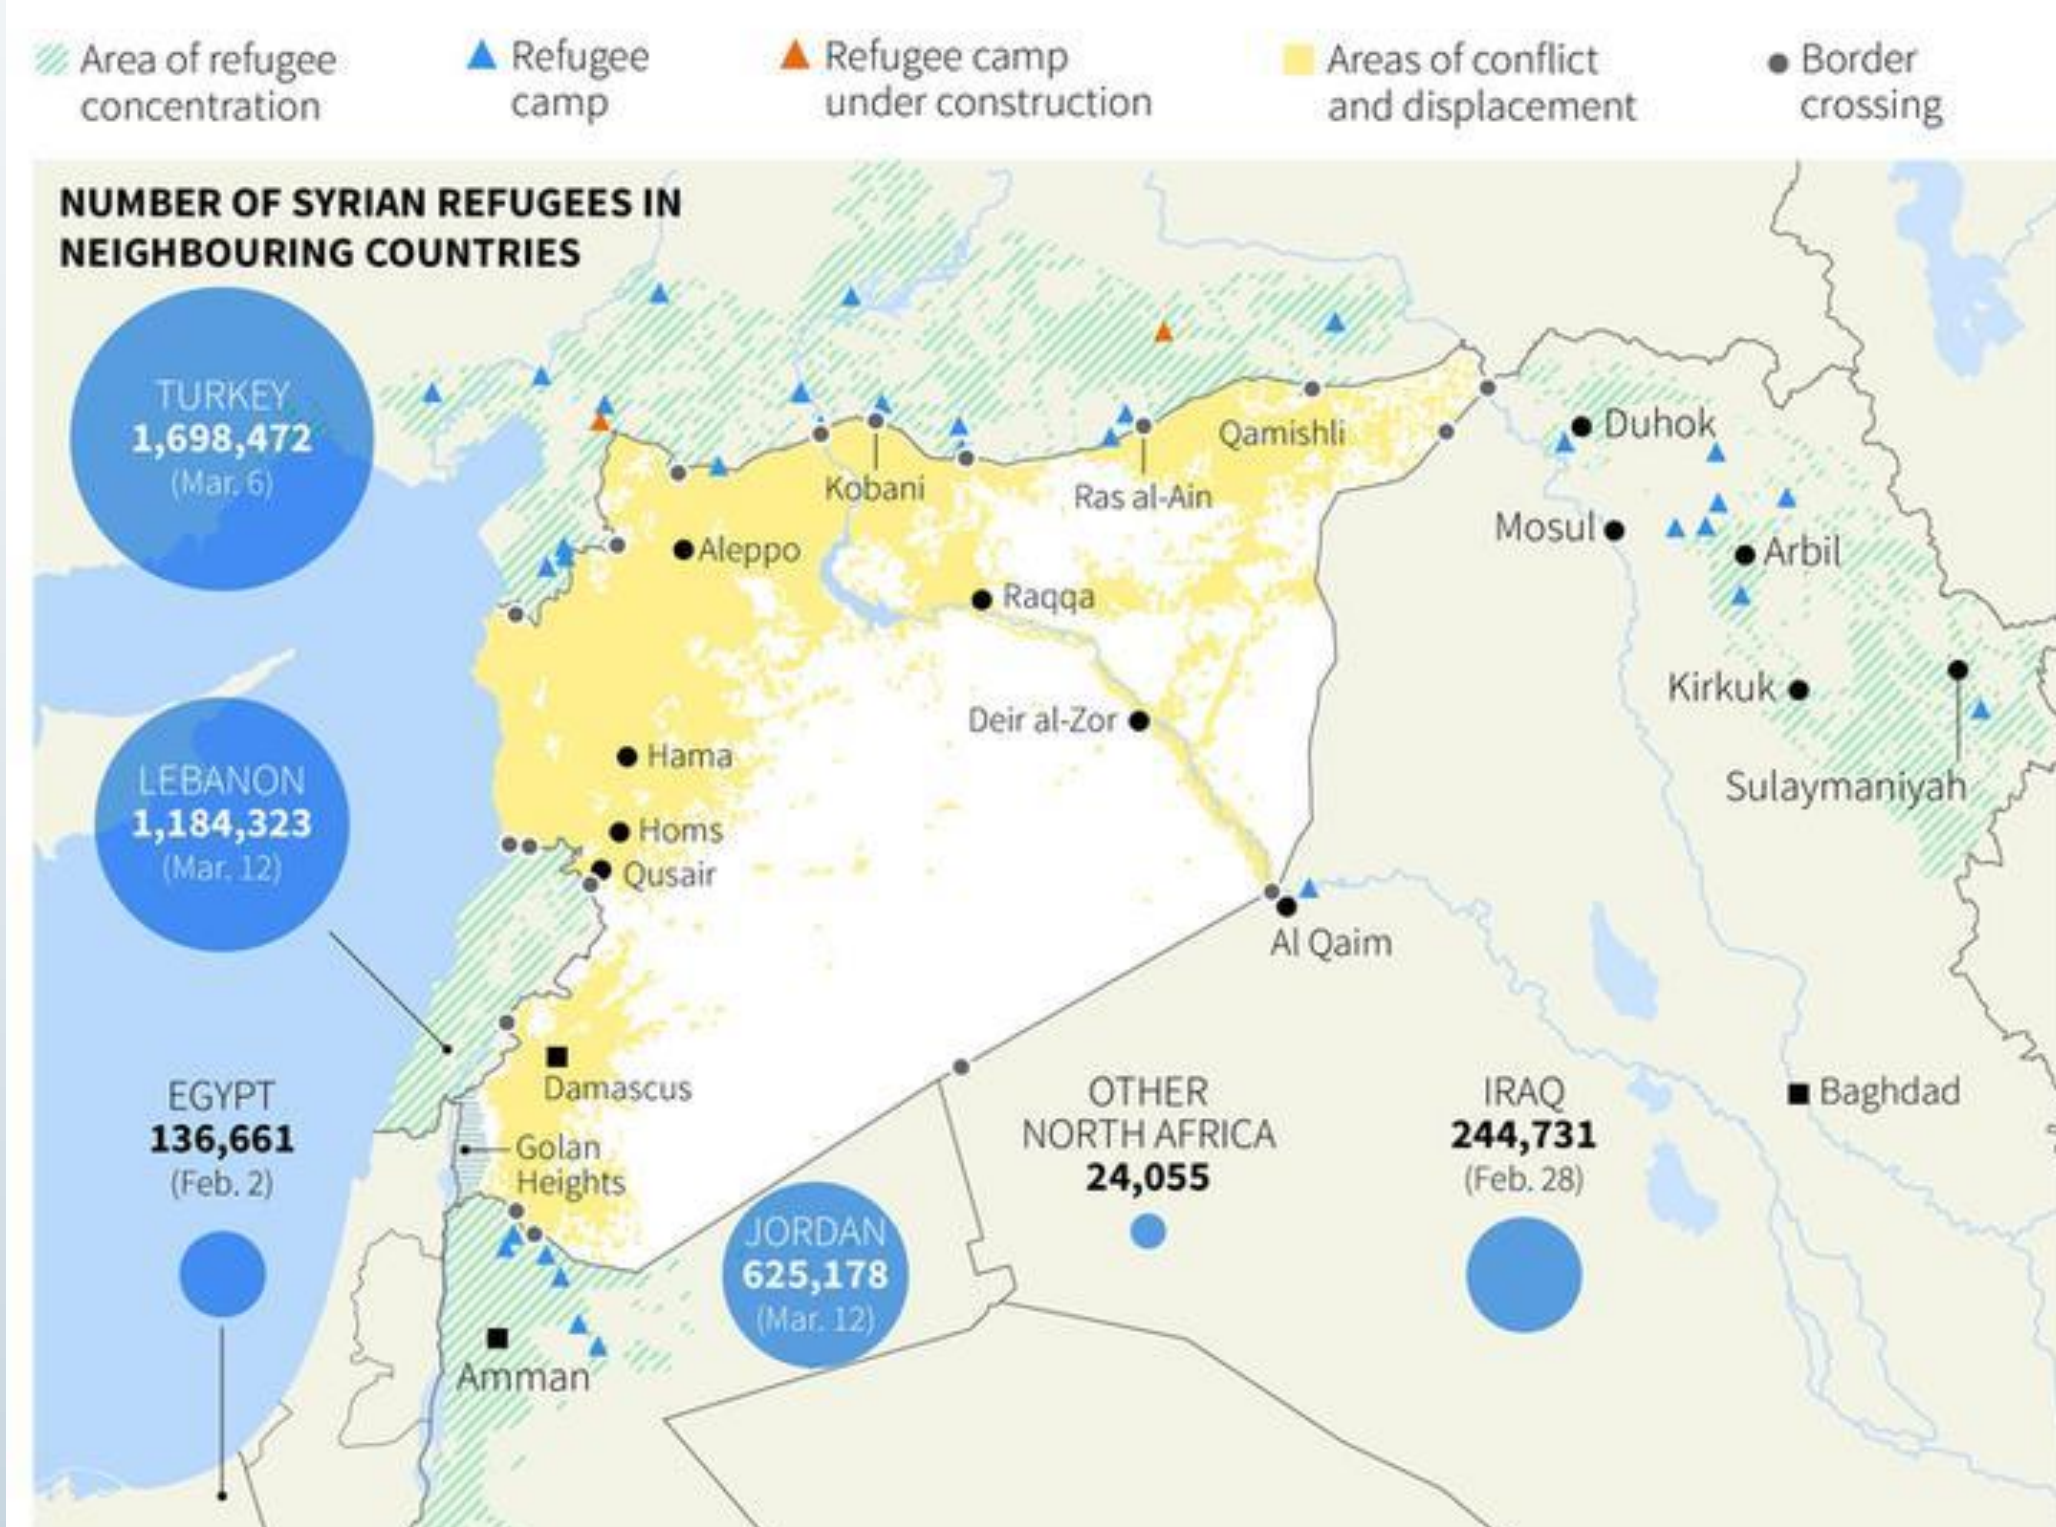 Area of refugee
concentration
Refugee
camp
Refugee camp
under construction
Areas of conflict
and displacement
Border
crossing
NUMBER OF SYRIAN REFUGEES IN
NEIGHBOURING COUNTRIES
TURKEY
1,698,472
(Mar. 6)
Duhok
Qamishli
Kobani
Ras al-Ain
Mosul
Aleppo
Arbil
Raqqa
Kirkuk
Deir al-Zor
Hama
LEBANON
1,184,323
(Mar. 12)
Sulaymaniyah
Homs
Qusair
Al Qaim
Damascus
EGYPT
136,661
(Feb. 2)
OTHER
NORTH AFRICA
24,055
IRAQ
244,731
(Feb. 28)
Baghdad
Golan
Heights
JORDAN
625,178
(Mar. 12)
Amman